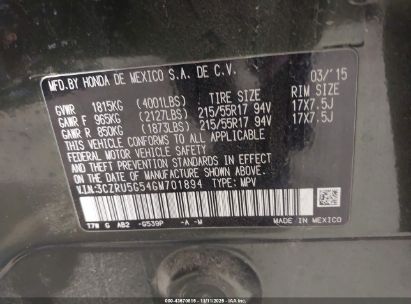 MFD.BY HONDA DE MEXICO S.A. DE C.V. 03/'15
GVWR 1815KG (4001LBS) TIRE SIZE RIM SIZE
GAWR F 965KG (2127LBS) 215/55R17 94V 17X7.5J
GAWR R 850KG (1873LBS) 215/55R17 94V 17X7.5J
THIS VEHICLE CONFORMS TO ALL APPLICABLE
FEDERAL MOTOR VEHICLE SAFETY AND THEFT
PREVENTION STANDARDS IN EFFECT ON THE
DATE OF MANUFACTURE SHOWN ABOVE.
V.I.N:3CZRU5G54GM701894 TYPE: MPV
T7W G AB2 -G539P -A -M MADE IN MEXICO